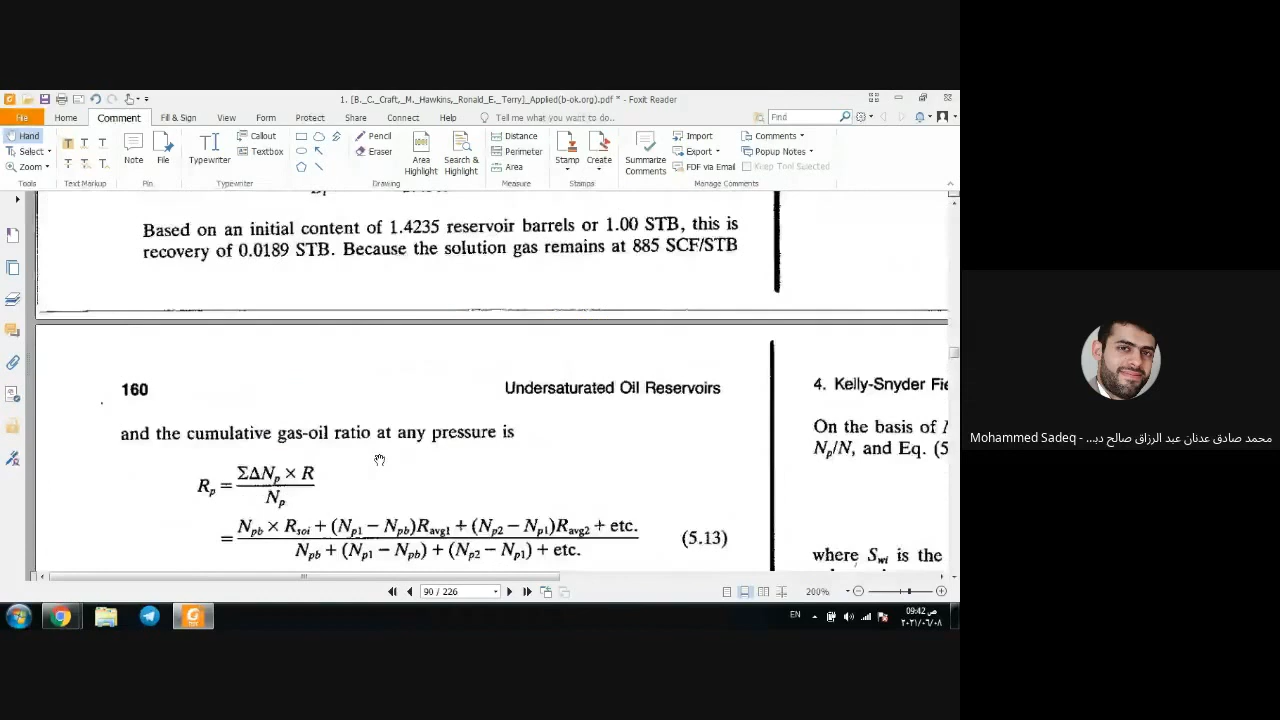 1. [B._C._Craft,_M._Hawkins,_Ronald_E._Terry]_Applied(b-ok.org).pdf * - Foxit Reader
File Home Comment Fill & Sign View Form Protect Share Connect Help Tell me what you want to do.. Find
Hand Select Zoom Tools
T T T T T T Text Markup
Note File Pin
Typewriter Callout Textbox Typewriter
Pencil Eraser Area Highlight Search & Highlight Drawing
Distance Perimeter Area Measure
Stamp Create Stamps
Summarize Comments Import Export FDF via Email Comments Popup Notes Keep Tool Selected Manage Comments
Based on an initial content of 1.4235 reservoir barrels or 1.00 STB, this is
recovery of 0.0189 STB. Because the solution gas remains at 885 SCF/STB
160 Undersaturated Oil Reservoirs
and the cumulative gas-oil ratio at any pressure is
R_p = ΣΔN_p × R / N_p
= N_pb × R_soi + (N_p1 − N_pb)R_avg1 + (N_p2 − N_p1)R_avg2 + etc. / N_pb + (N_p1 − N_pb) + (N_p2 − N_p1) + etc. (5.13)
4. Kelly-Snyder Fie
On the basis of
N_p/N, and Eq. (5
where S_wi is the
90 / 226 200%
EN 09:42 ص
٢٠٢١/٠٦/٠٨
Mohammed Sadeq - محمد صادق عدنان عبد الرزاق صالح دبـ...